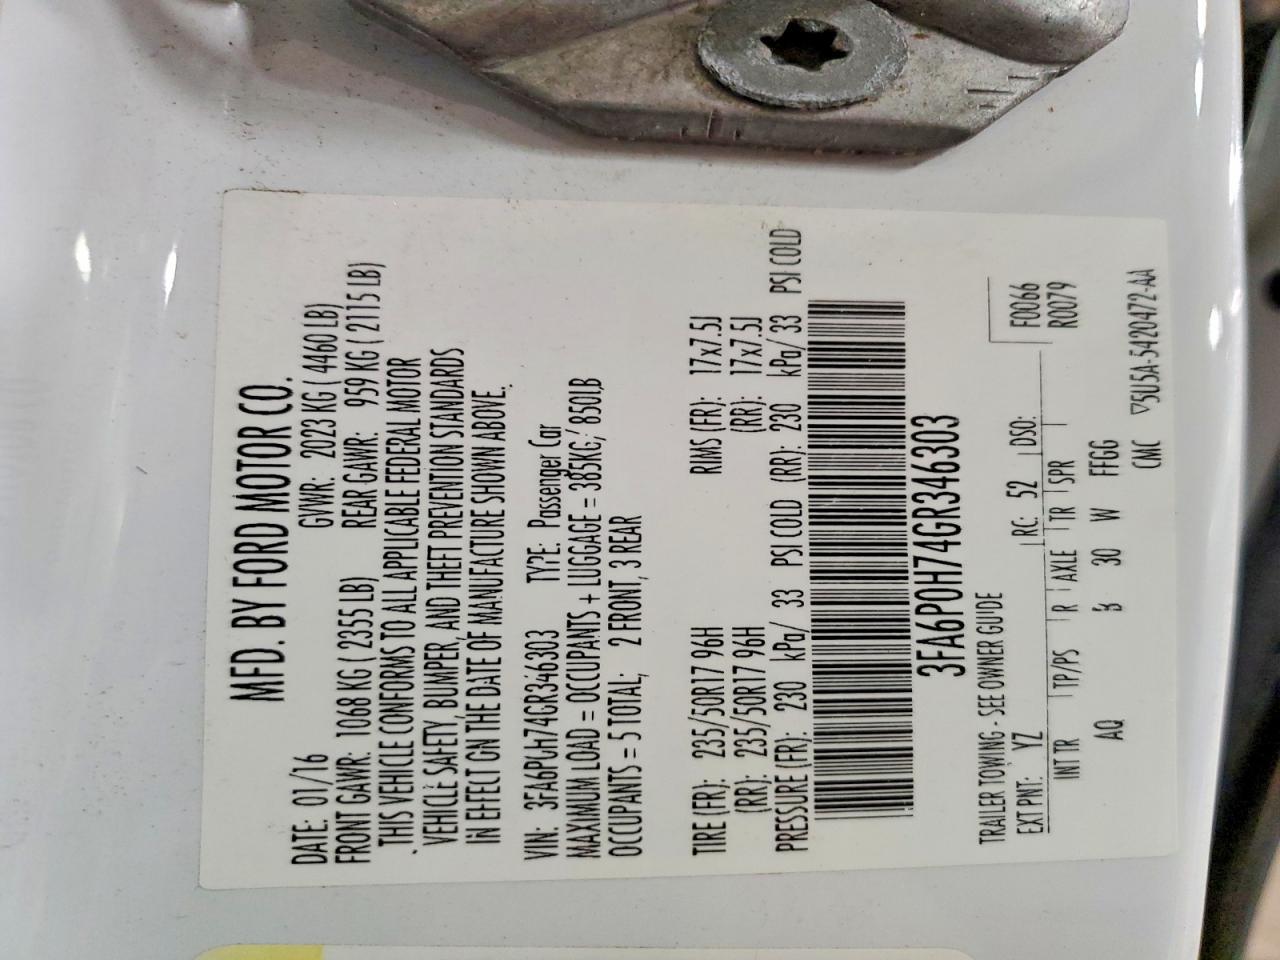 MFD. BY FORD MOTOR CO.
DATE: 01/16 GVWR: 2023 KG ( 4460 LB)
FRONT GAWR: 1068 KG ( 2355 LB) REAR GAWR: 959 KG ( 2115 LB)
THIS VEHICLE CONFORMS TO ALL APPLICABLE FEDERAL MOTOR
VEHICLE SAFETY, BUMPER, AND THEFT PREVENTION STANDARDS
IN EFFECT ON THE DATE OF MANUFACTURE SHOWN ABOVE.
VIN: 3FA6P0H74GR346303 TYPE: Passenger Car
MAXIMUM LOAD = OCCUPANTS + LUGGAGE = 385KG/ 850LB
OCCUPANTS = 5 TOTAL; 2 FRONT, 3 REAR
TIRE (FR): 235/50R17 96H RIMS (FR): 17x7.5J
(RR): 235/50R17 96H (RR): 17x7.5J
PRESSURE (FR): 230 kPa/ 33 PSI COLD (RR): 230 kPa/ 33 PSI COLD
3FA6P0H74GR346303
TRAILER TOWING - SEE OWNER GUIDE
F0066
EXT PNT: YZ RC: 52 DSO: R0079
INT TR TP/PS R AXLE TR SPR
AQ B 30 W FFGG
CMC ▽5U5A-5420472-AA